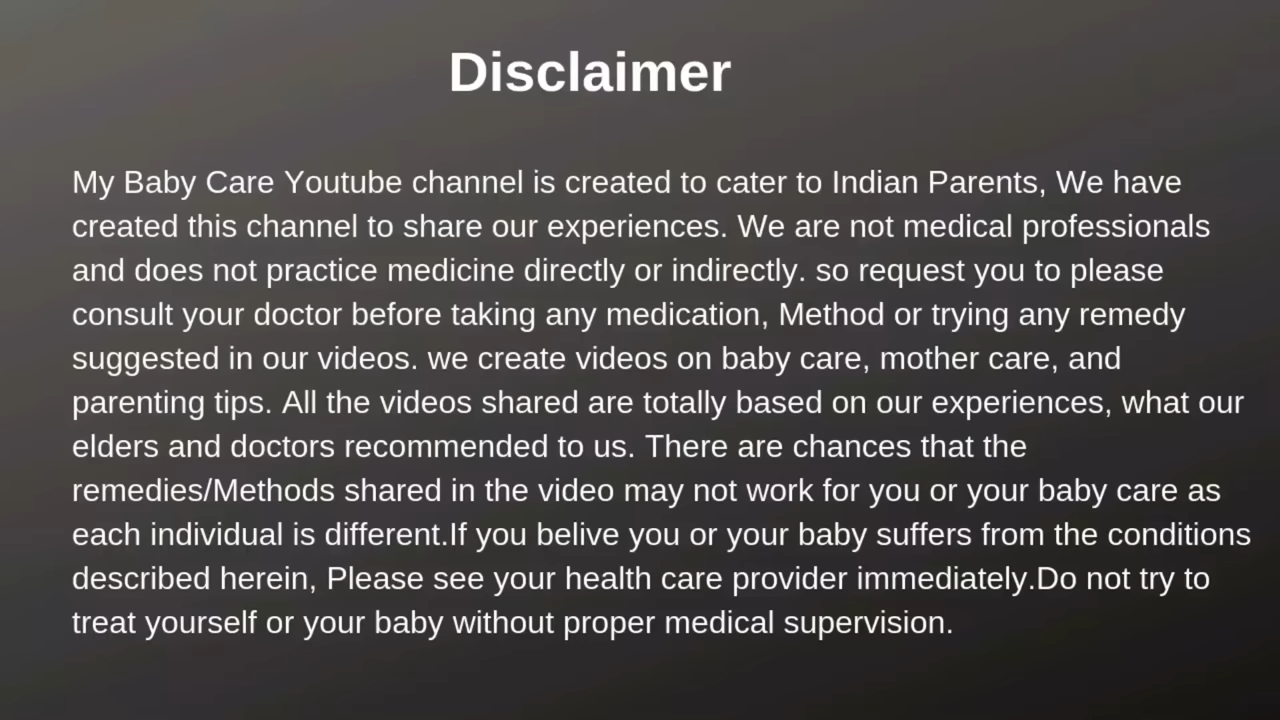 Disclaimer
My Baby Care Youtube channel is created to cater to Indian Parents, We have
created this channel to share our experiences. We are not medical professionals
and does not practice medicine directly or indirectly. so request you to please
consult your doctor before taking any medication, Method or trying any remedy
suggested in our videos. we create videos on baby care, mother care, and
parenting tips. All the videos shared are totally based on our experiences, what our
elders and doctors recommended to us. There are chances that the
remedies/Methods shared in the video may not work for you or your baby care as
each individual is different.If you belive you or your baby suffers from the conditions
described herein, Please see your health care provider immediately.Do not try to
treat yourself or your baby without proper medical supervision.